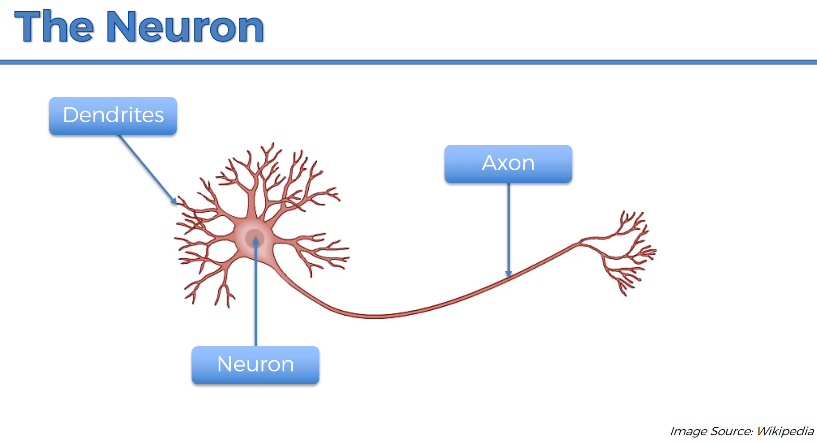 The Neuron
Dendrites
Axon
Neuron
Image Source: Wikipedia